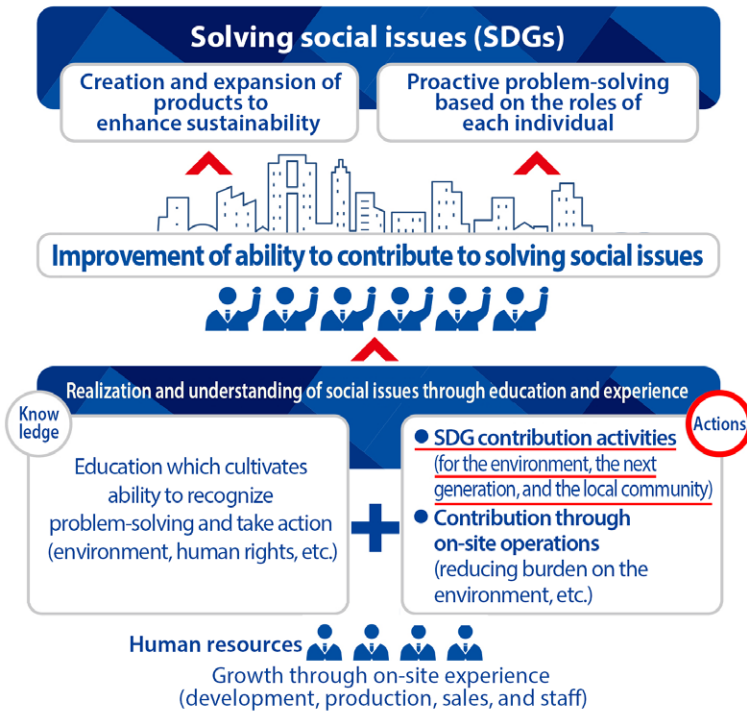 Solving social issues (SDGs)
Creation and expansion of
products to
enhance sustainability
Proactive problem-solving
based on the roles of
each individual
Improvement of ability to contribute to solving social issues
Realization and understanding of social issues through education and experience
Know
ledge
Education which cultivates
ability to recognize
problem-solving and take action
(environment, human rights, etc.)
Actions
● SDG contribution activities
(for the environment, the next
generation, and the local community)
● Contribution through
on-site operations
(reducing burden on the
environment, etc.)
Human resources
Growth through on-site experience
(development, production, sales, and staff)